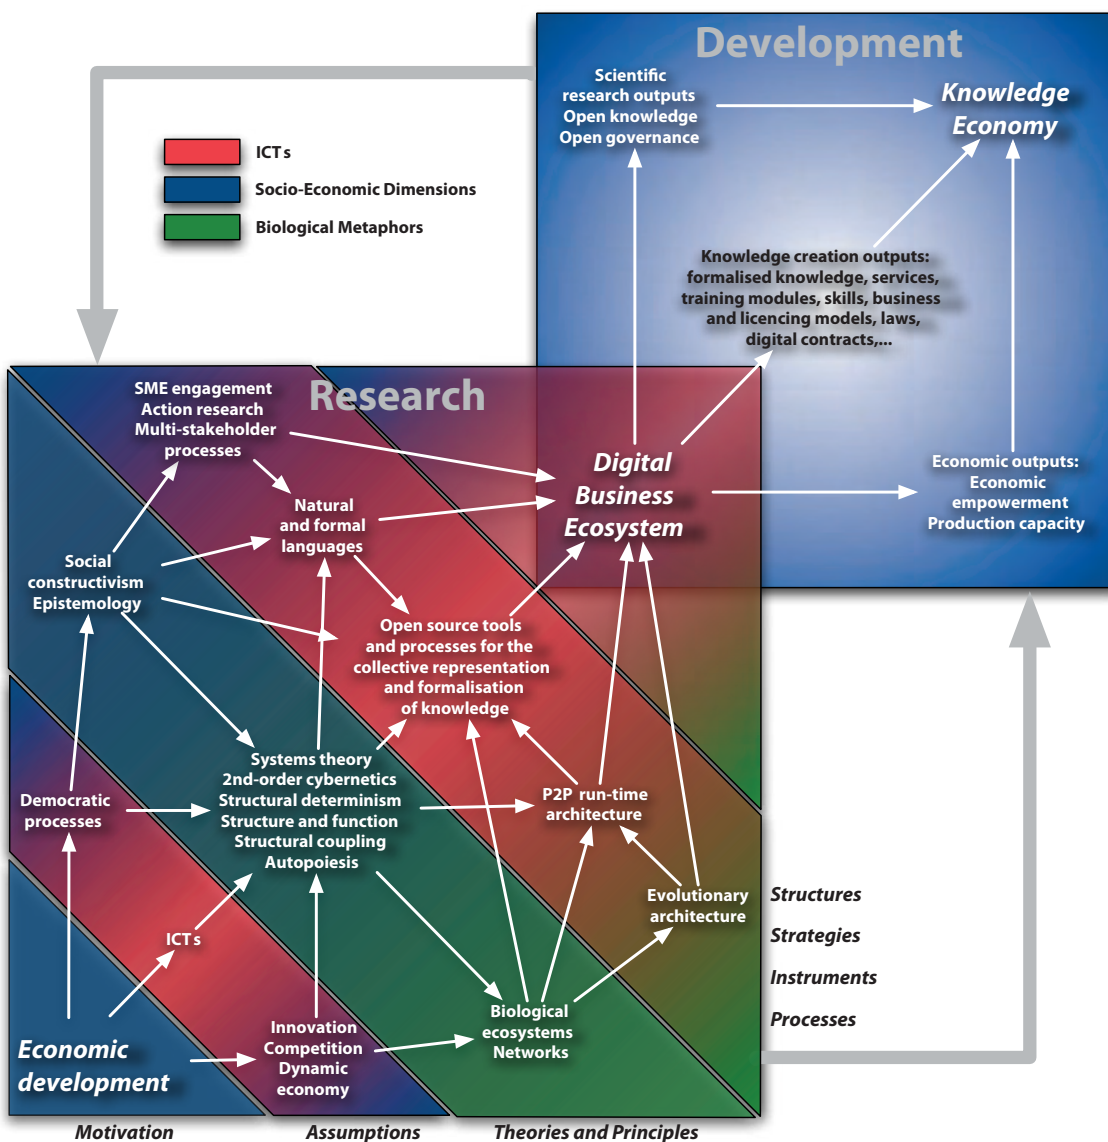 Development
Scientific
research outputs
Open knowledge
Open governance
Knowledge
Economy
ICTs
Socio-Economic Dimensions
Biological Metaphors
Knowledge creation outputs:
formalised knowledge, services,
training modules, skills, business
and licencing models, laws,
digital contracts,...
Research
SME engagement
Action research
Multi-stakeholder
processes
Digital
Business
Ecosystem
Economic outputs:
Economic
empowerment
Production capacity
Natural
and formal
languages
Social
constructivism
Epistemology
Open source tools
and processes for the
collective representation
and formalisation
of knowledge
Systems theory
2nd-order cybernetics
Structural determinism
Structure and function
Structural coupling
Autopoiesis
Democratic
processes
P2P run-time
architecture
Evolutionary
architecture
Structures
Strategies
Instruments
Processes
ICTs
Biological
ecosystems
Networks
Innovation
Competition
Dynamic
economy
Economic
development
Motivation
Assumptions
Theories and Principles